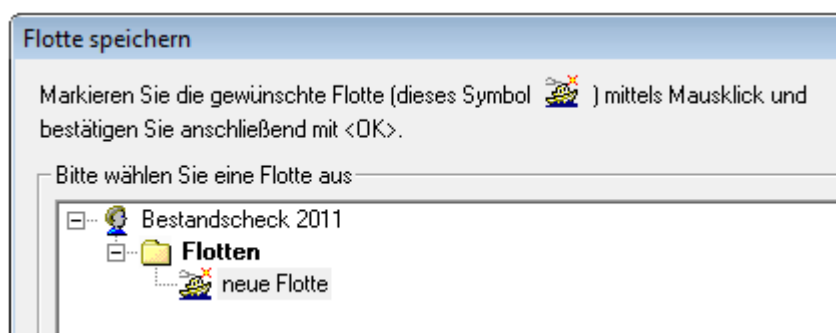 Flotte speichern
Markieren Sie die gewünschte Flotte (dieses Symbol ) mittels Mausklick und
bestätigen Sie anschließend mit <OK>.
Bitte wählen Sie eine Flotte aus
Bestandscheck 2011
Flotten
neue Flotte